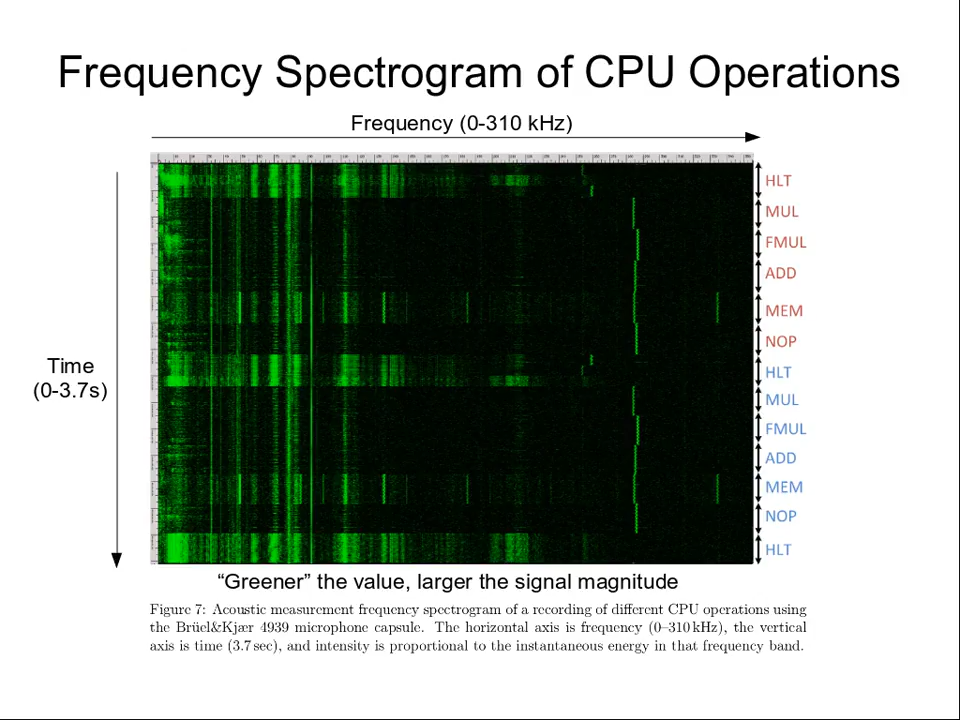 Frequency Spectrogram of CPU Operations
Frequency (0-310 kHz)
HLT
MUL
FMUL
ADD
MEM
NOP
Time
(0-3.7s)
HLT
MUL
FMUL
ADD
MEM
NOP
HLT
“Greener” the value, larger the signal magnitude
Figure 7: Acoustic measurement frequency spectrogram of a recording of different CPU operations using
the Brüel&Kjær 4939 microphone capsule. The horizontal axis is frequency (0–310 kHz), the vertical
axis is time (3.7 sec), and intensity is proportional to the instantaneous energy in that frequency band.